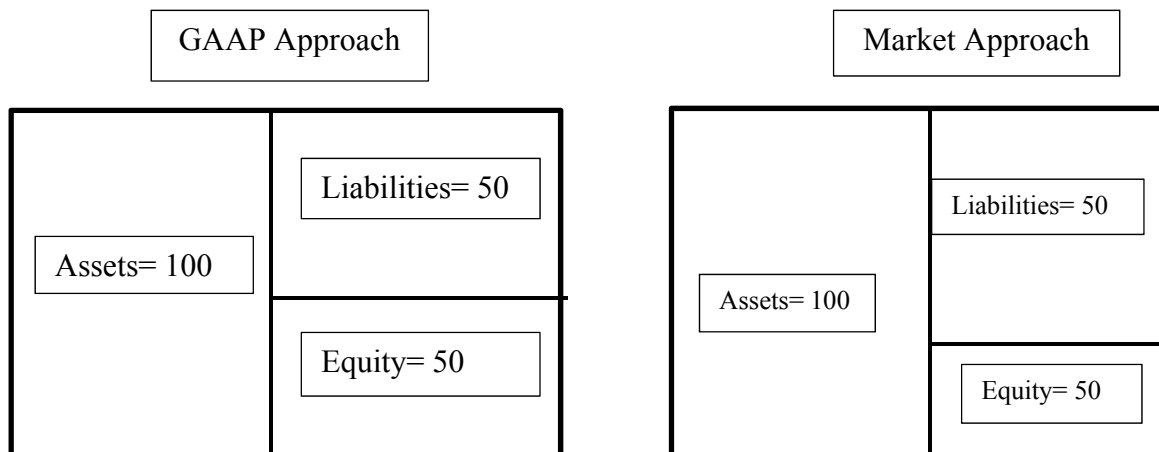 GAAP Approach
Assets= 100
Liabilities= 50
Equity= 50
Market Approach
Assets= 100
Liabilities= 50
Equity= 50